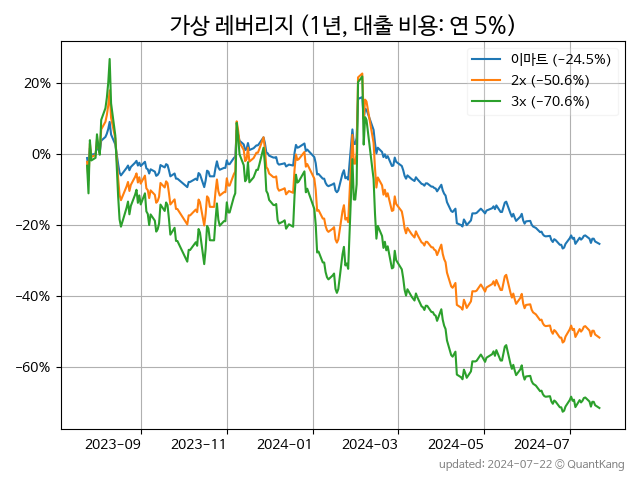 가상 레버리지 (1년, 대출 비용: 연 5%)
이마트 (−24.5%)
2x (−50.6%)
3x (−70.6%)
20%
0%
−20%
−40%
−60%
2023−09 2023−11 2024−01 2024−03 2024−05 2024−07
updated: 2024-07-22 © QuantKang